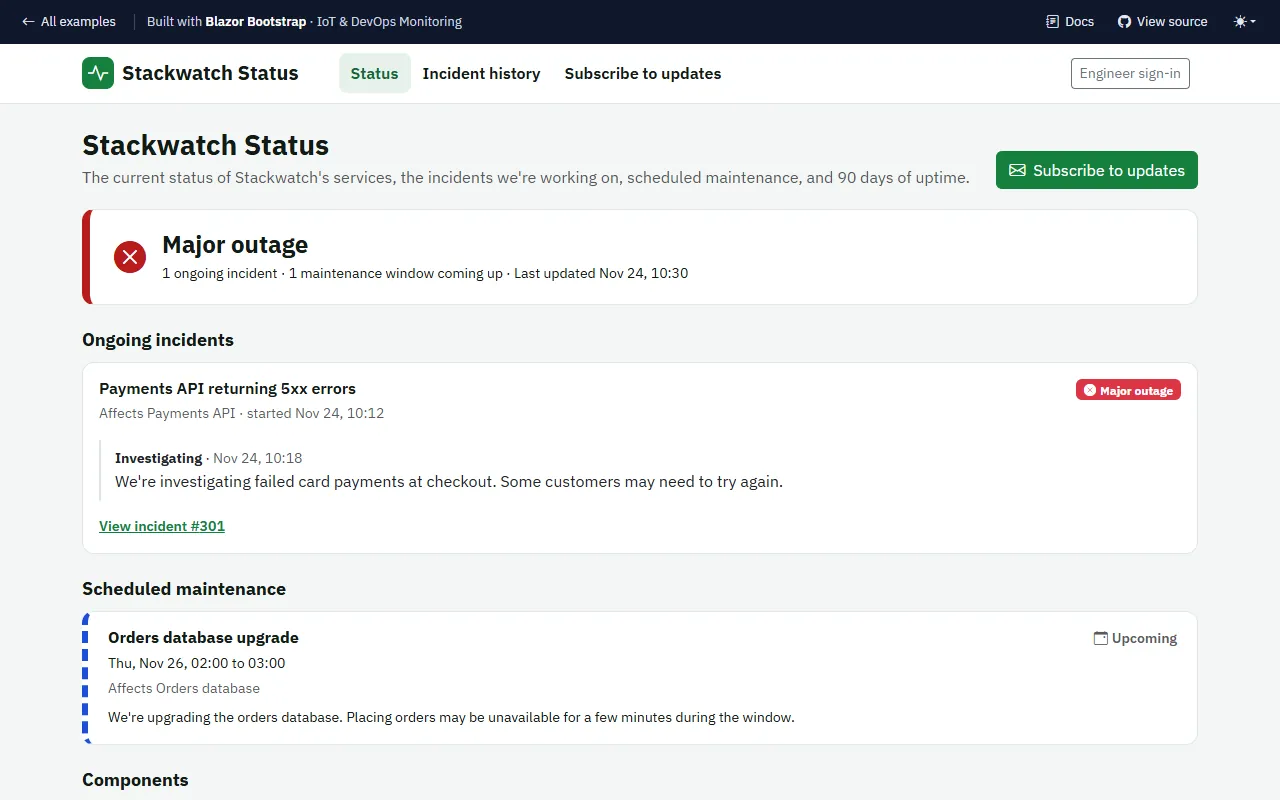 All examples
Built with Blazor Bootstrap · IoT & DevOps Monitoring
Docs
View source
Stackwatch Status
Status
Incident history
Subscribe to updates
Engineer sign-in
Stackwatch Status
The current status of Stackwatch's services, the incidents we're working on, scheduled maintenance, and 90 days of uptime.
Subscribe to updates
Major outage
1 ongoing incident · 1 maintenance window coming up · Last updated Nov 24, 10:30
Ongoing incidents
Payments API returning 5xx errors
Major outage
Affects Payments API · started Nov 24, 10:12
Investigating · Nov 24, 10:18
We're investigating failed card payments at checkout. Some customers may need to try again.
View incident #301
Scheduled maintenance
Orders database upgrade
Upcoming
Thu, Nov 26, 02:00 to 03:00
Affects Orders database
We're upgrading the orders database. Placing orders may be unavailable for a few minutes during the window.
Components